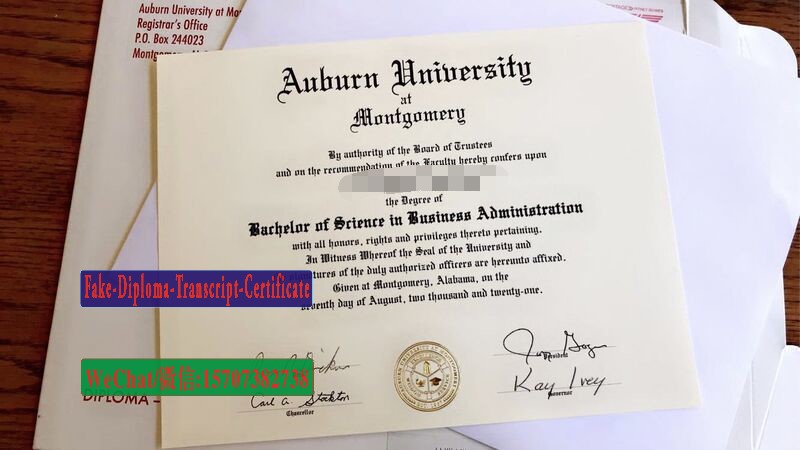 Auburn University at Mo
Registrar's Office
P.O. Box 244023
Montgomery,
Auburn University
at
Montgomery
By authority of the Board of Trustees
and on the recommendation of the Faculty hereby confers upon
the Degree of
Bachelor of Science in Business Administration
with all honors, rights and privileges thereto pertaining.
In Witness Whereof the Seal of the University and
signatures of the duly authorized officers are hereunto affixed.
Given at Montgomery, Alabama, on the
seventh day of August, two thousand and twenty-one.
Fake-Diploma-Transcript-Certificate
WeChat/微信:15707382738
DIPLOMA –
Carl A. Stockton
Chancellor
President
Kay Ivey
Governor